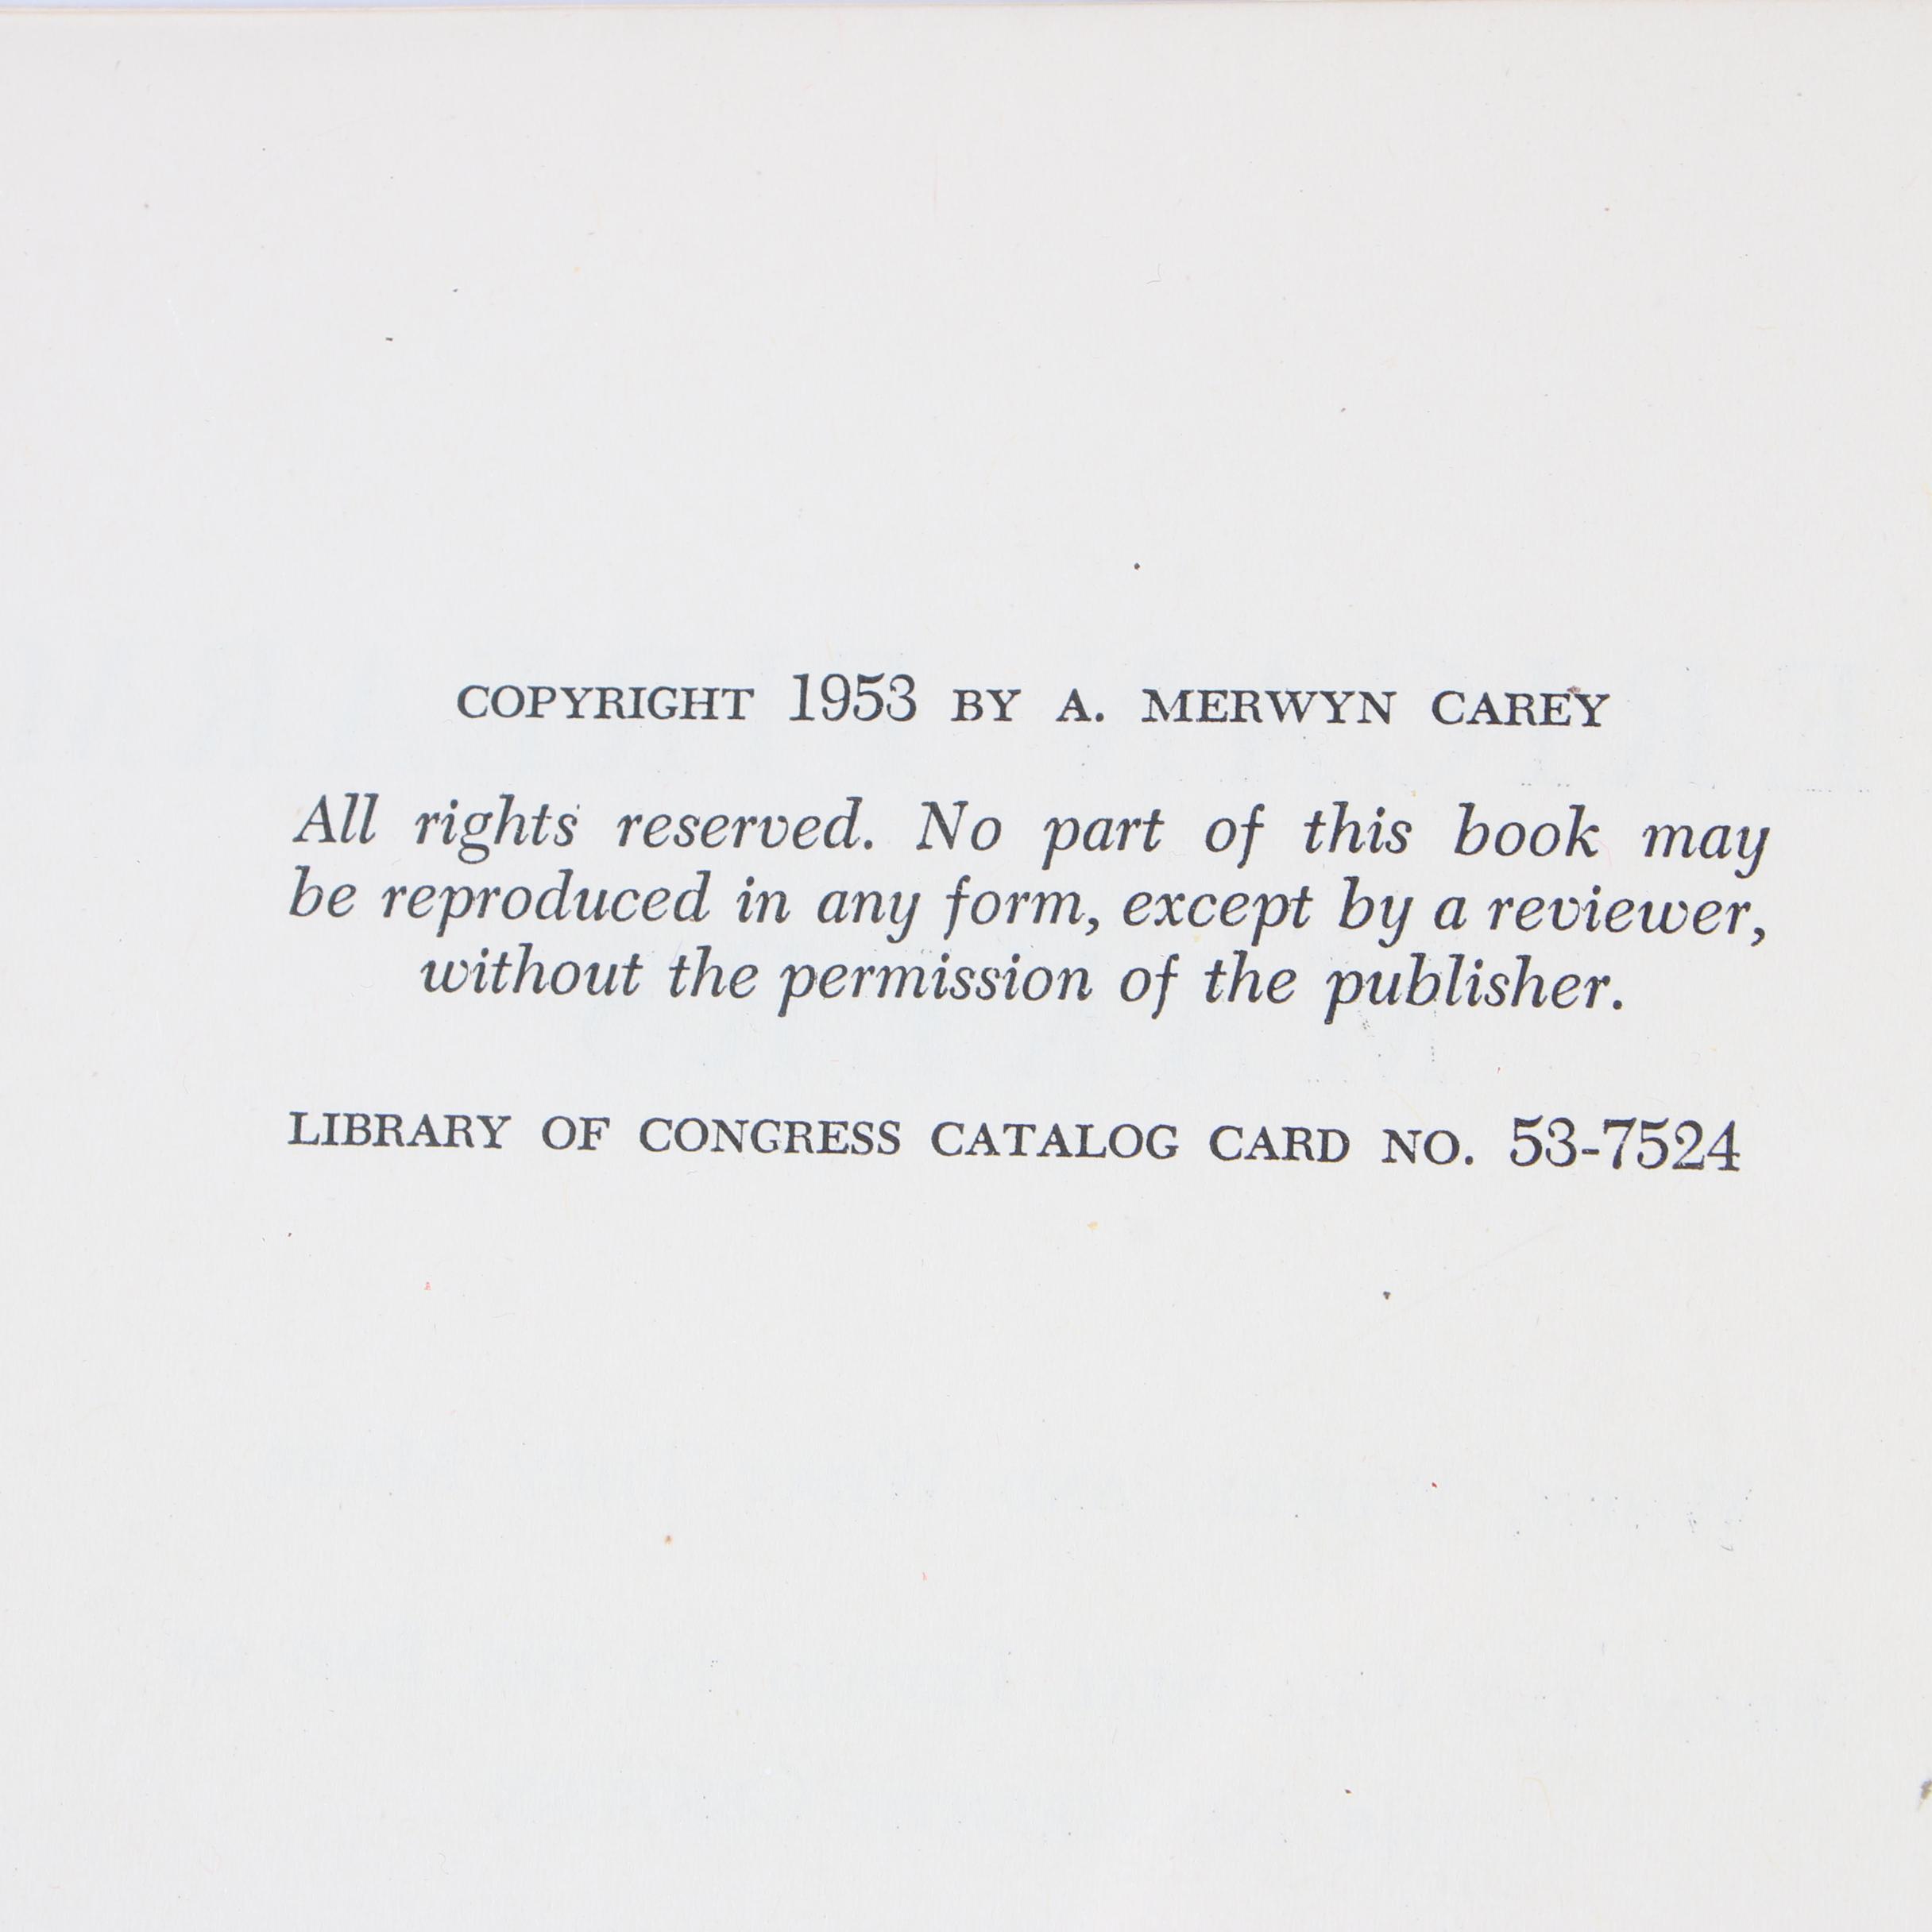 COPYRIGHT 1953 BY A. MERWYN CAREY
All rights reserved. No part of this book may
be reproduced in any form, except by a reviewer,
without the permission of the publisher.
LIBRARY OF CONGRESS CATALOG CARD NO. 53-7524